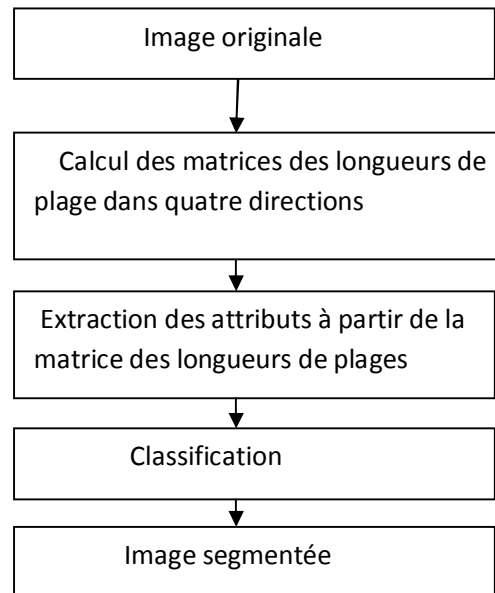 Image originale
Calcul des matrices des longueurs de
plage dans quatre directions
Extraction des attributs à partir de la
matrice des longueurs de plages
Classification
Image segmentée